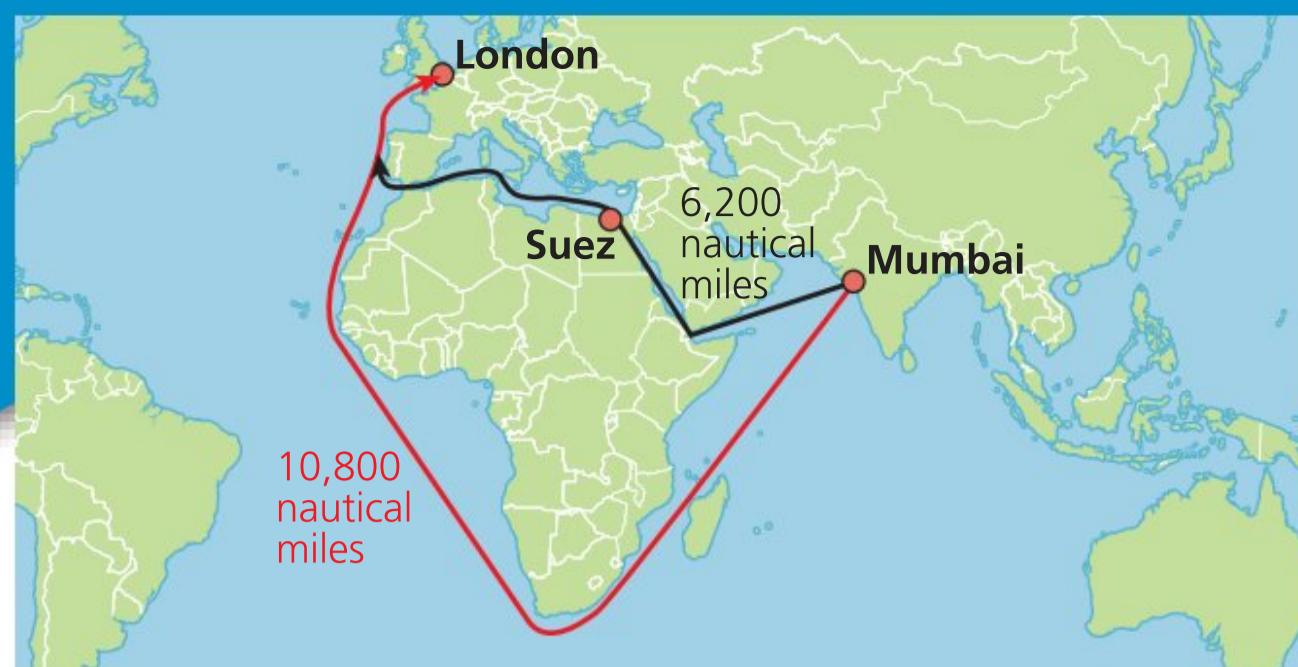 London
6,200
nautical
miles
Suez
Mumbai
10,800
nautical
miles